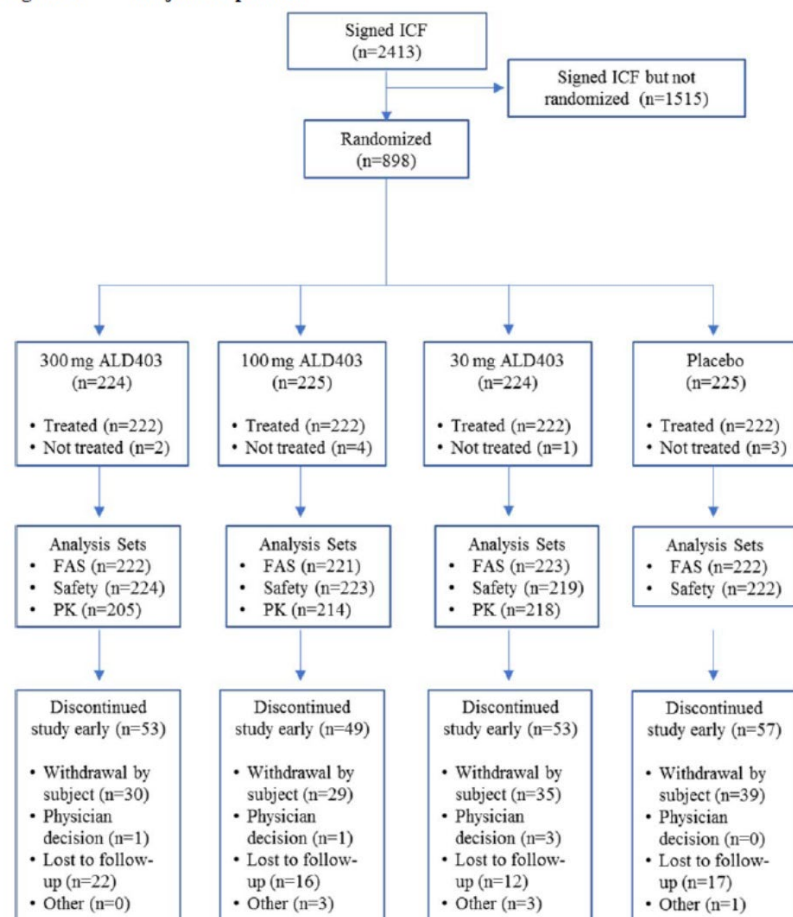 Signed ICF
(n=2413)
Signed ICF but not
randomized (n=1515)
Randomized
(n=898)
300 mg ALD403
(n=224)
• Treated (n=222)
• Not treated (n=2)
100 mg ALD403
(n=225)
• Treated (n=222)
• Not treated (n=4)
30 mg ALD403
(n=224)
• Treated (n=222)
• Not treated (n=1)
Placebo
(n=225)
• Treated (n=222)
• Not treated (n=3)
Analysis Sets
• FAS (n=222)
• Safety (n=224)
• PK (n=205)
Analysis Sets
• FAS (n=221)
• Safety (n=223)
• PK (n=214)
Analysis Sets
• FAS (n=223)
• Safety (n=219)
• PK (n=218)
Analysis Sets
• FAS (n=222)
• Safety (n=222)
Discontinued
study early (n=53)
• Withdrawal by
subject (n=30)
• Physician
decision (n=1)
• Lost to follow-
up (n=22)
• Other (n=0)
Discontinued
study early (n=49)
• Withdrawal by
subject (n=29)
• Physician
decision (n=1)
• Lost to follow-
up (n=16)
• Other (n=3)
Discontinued
study early (n=53)
• Withdrawal by
subject (n=35)
• Physician
decision (n=3)
• Lost to follow-
up (n=12)
• Other (n=3)
Discontinued
study early (n=57)
• Withdrawal by
subject (n=39)
• Physician
decision (n=0)
• Lost to follow-
up (n=17)
• Other (n=1)